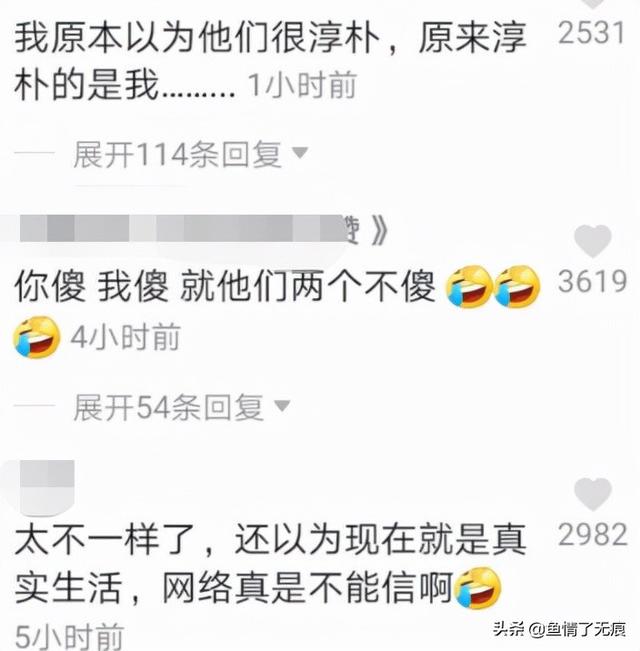 我原本以为他们很淳朴，原来淳 2531
朴的是我……… 1小时前
展开114条回复
赞》
你傻 我傻 就他们两个不傻 3619
4小时前
展开54条回复
太不一样了，还以为现在就是真 2982
实生活，网络真是不能信啊
5小时前
头条 @鱼情了无痕